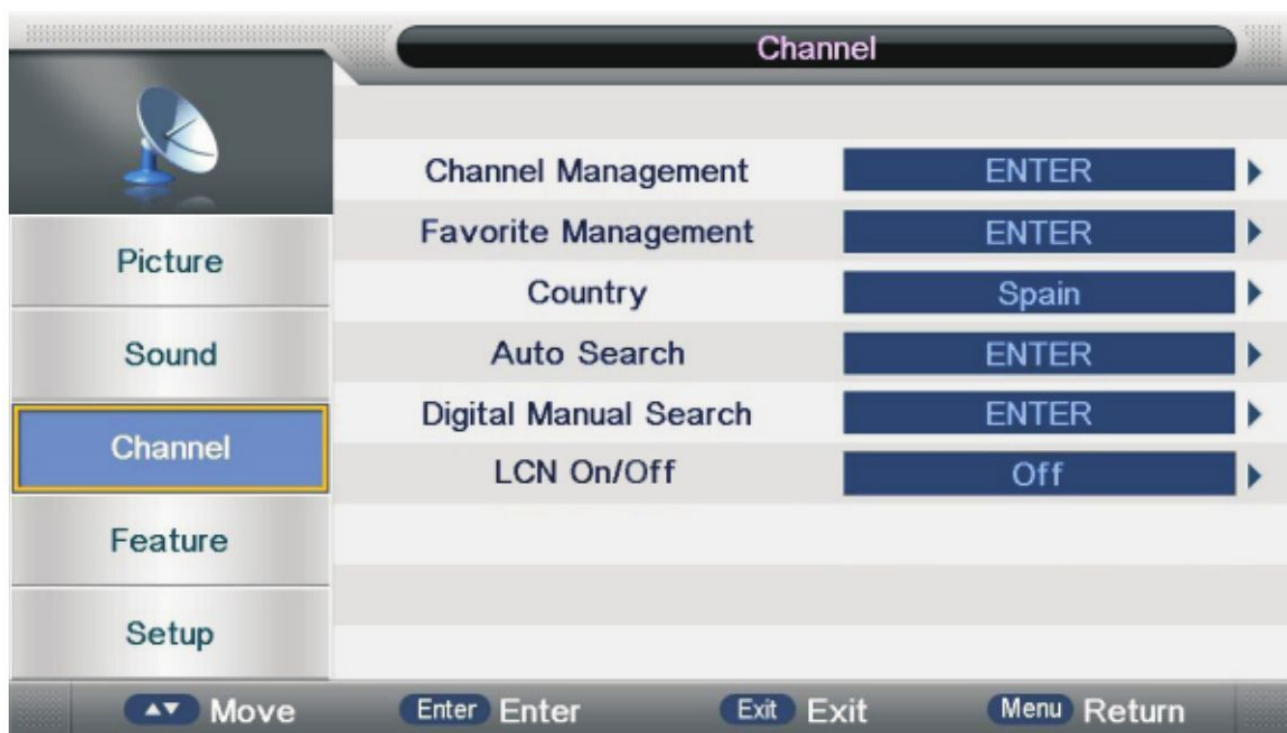 Channel
Channel Management ENTER
Favorite Management ENTER
Country Spain
Auto Search ENTER
Digital Manual Search ENTER
LCN On/Off Off
Picture
Sound
Channel
Feature
Setup
Move Enter Enter Exit Exit Menu Return